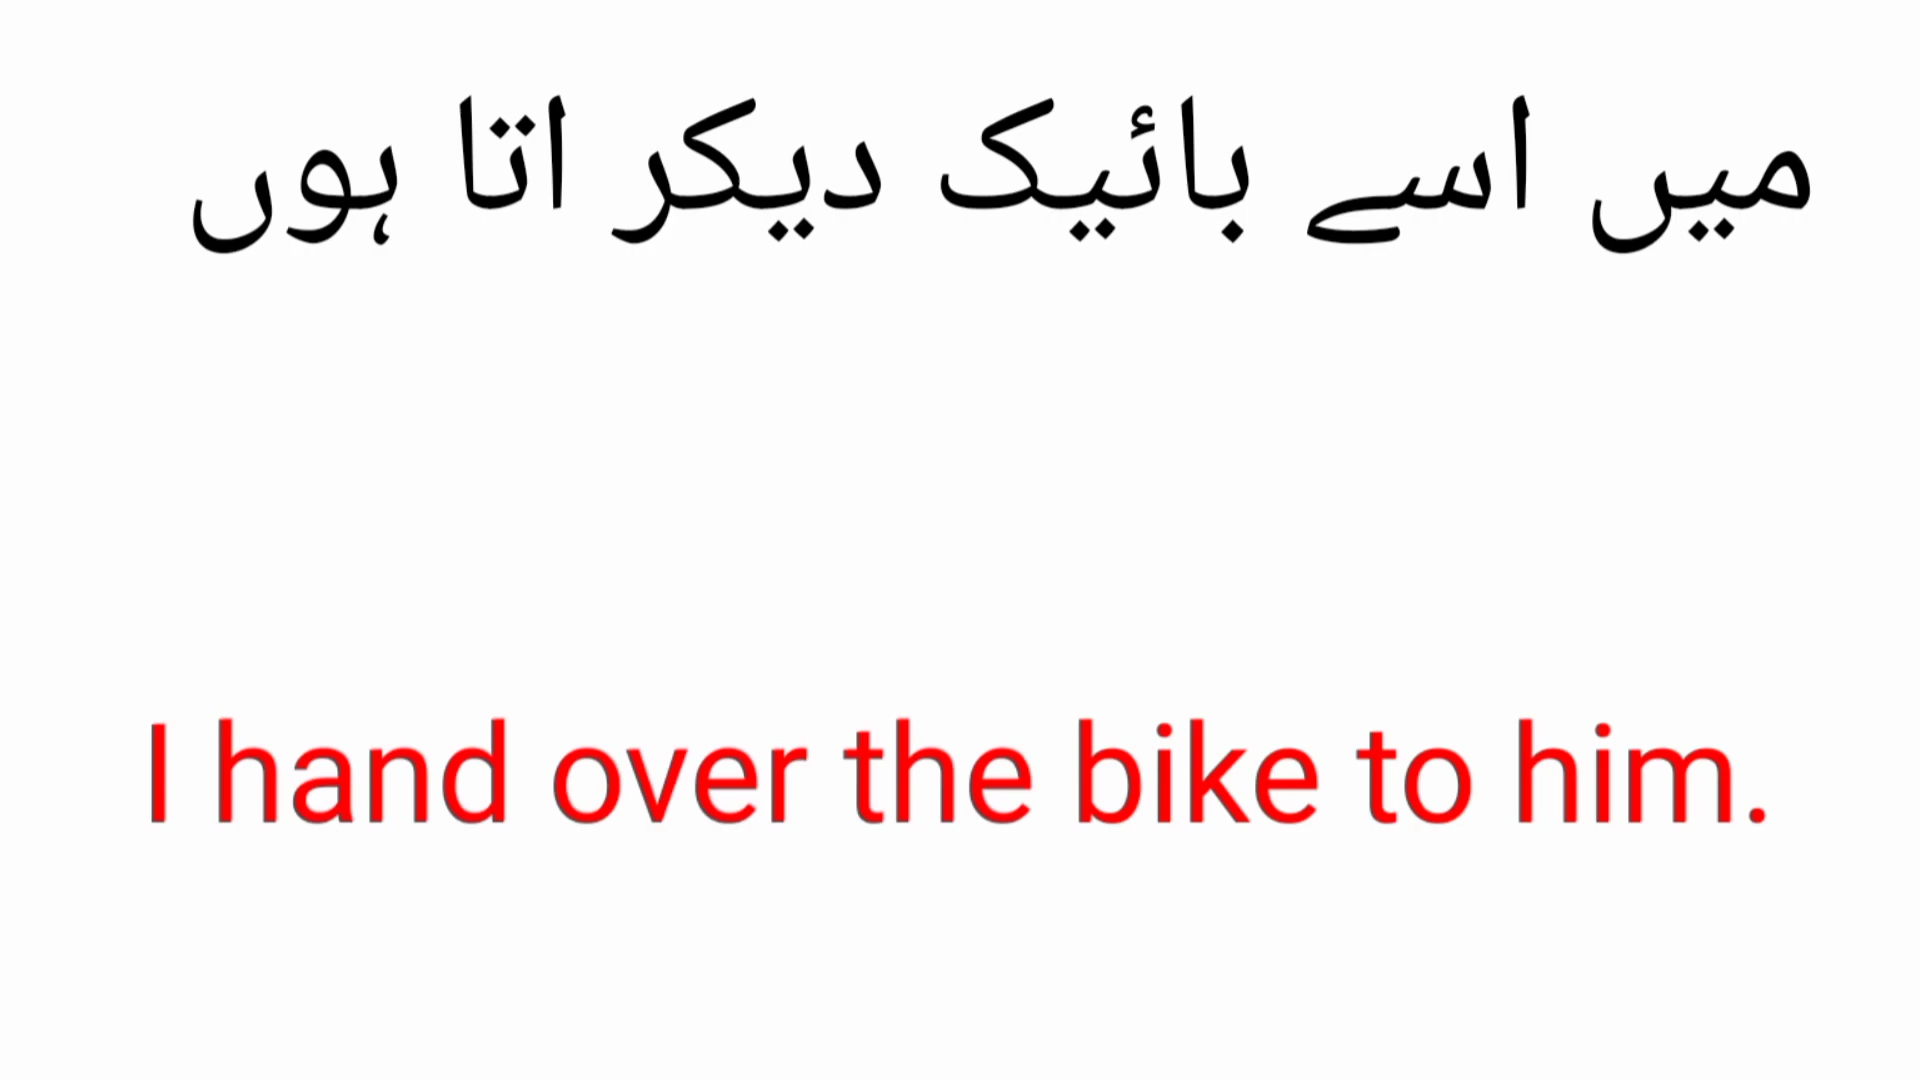 میں اسے بائیک دیکر اتا ہوں
I hand over the bike to him.